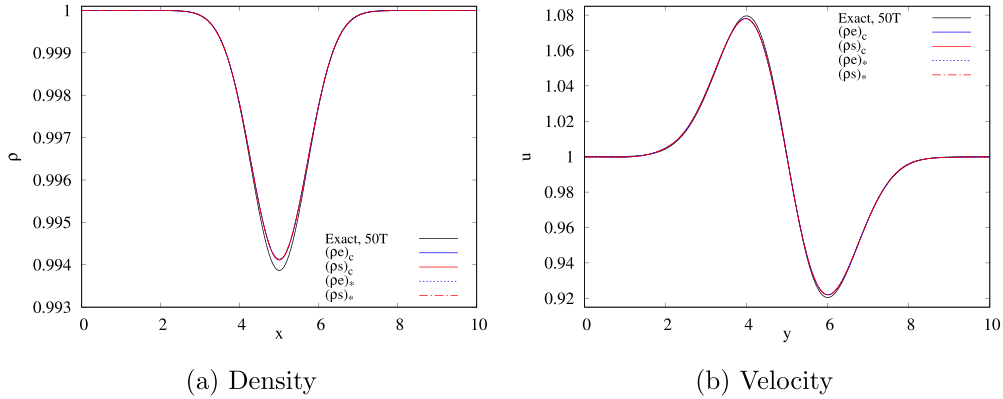 1
0.999
0.998
0.997
0.996
0.995
0.994
0.993
ρ
0 2 4 6 8 10
x
Exact, 50T
(ρe)c
(ρs)c
(ρe)*
(ρs)*
(a) Density
1.08
1.06
1.04
1.02
1
0.98
0.96
0.94
0.92
u
0 2 4 6 8 10
y
Exact, 50T
(ρe)c
(ρs)c
(ρe)*
(ρs)*
(b) Velocity